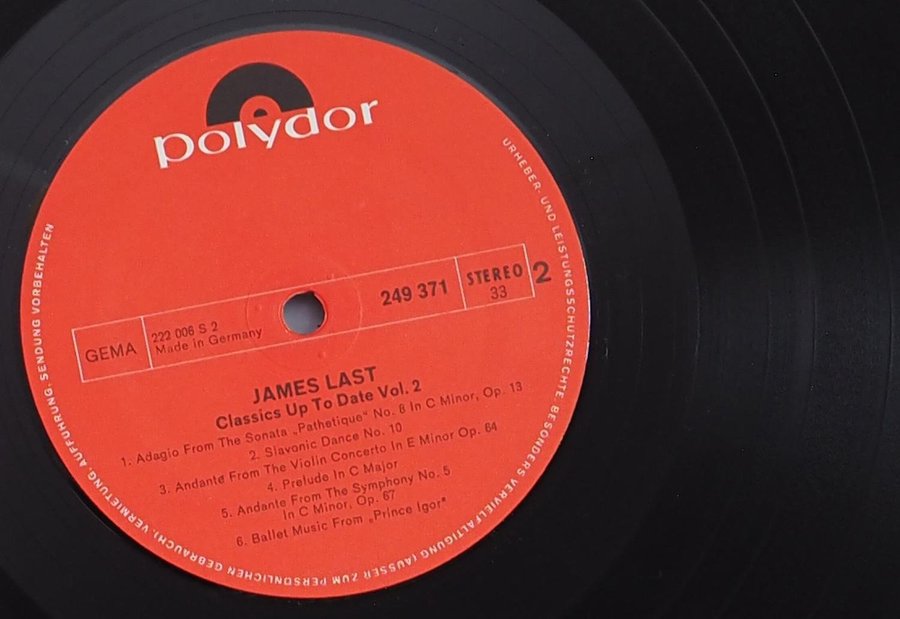 polydor
GEMA
222 006 S 2
Made in Germany
249 371
STEREO
33
2
JAMES LAST
Classics Up To Date Vol. 2
1. Adagio From The Sonata „Pathetique“ No. 8 In C Minor, Op. 13
2. Slavonic Dance No. 10
3. Andante From The Violin Concerto In E Minor Op. 64
4. Prelude In C Major
5. Andante From The Symphony No. 5
In C Minor, Op. 67
6. Ballet Music From „Prince Igor“
URHEBER- UND LEISTUNGSSCHUTZRECHTE, BESONDERS VERVIELFÄLTIGUNG (AUSSER ZUM PERSÖNLICHEN GEBRAUCH), VERMIETUNG, AUFFÜHRUNG, SENDUNG VORBEHALTEN